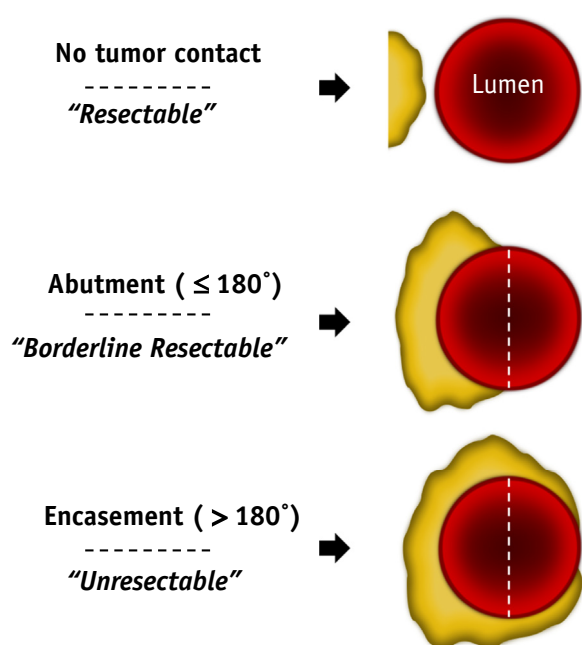 No tumor contact
---------
“Resectable”
Lumen
Abutment ( ≤ 180˚)
---------
“Borderline Resectable”
Encasement ( > 180˚)
---------
“Unresectable”